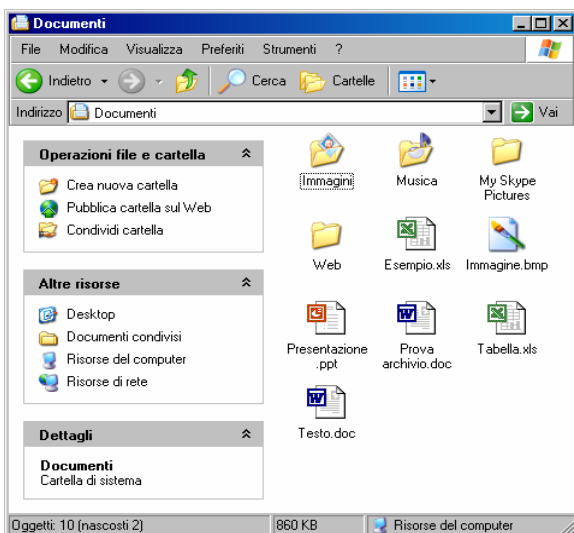 Documenti
File Modifica Visualizza Preferiti Strumenti ?
Indietro Cerca Cartelle
Indirizzo Documenti Vai
Operazioni file e cartella
Crea nuova cartella
Pubblica cartella sul Web
Condividi cartella
Altre risorse
Desktop
Documenti condivisi
Risorse del computer
Risorse di rete
Dettagli
Documenti
Cartella di sistema
Immagini
Musica
My Skype
Pictures
Web
Esempio.xls
Immagine.bmp
Presentazione
.ppt
Prova
archivio.doc
Tabella.xls
Testo.doc
Oggetti: 10 (nascosti 2) 860 KB Risorse del computer